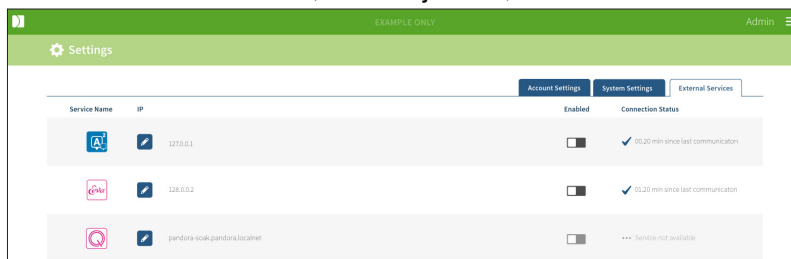 EXAMPLE ONLY
Admin
Settings
Account Settings System Settings External Services
Service Name IP Enabled Connection Status
A 2
127.0.0.1
00.20 min since last communicaton
eva
128.0.0.2
01.20 min since last communicaton
Q
pandora-soak.pandora.localnet
Service not available